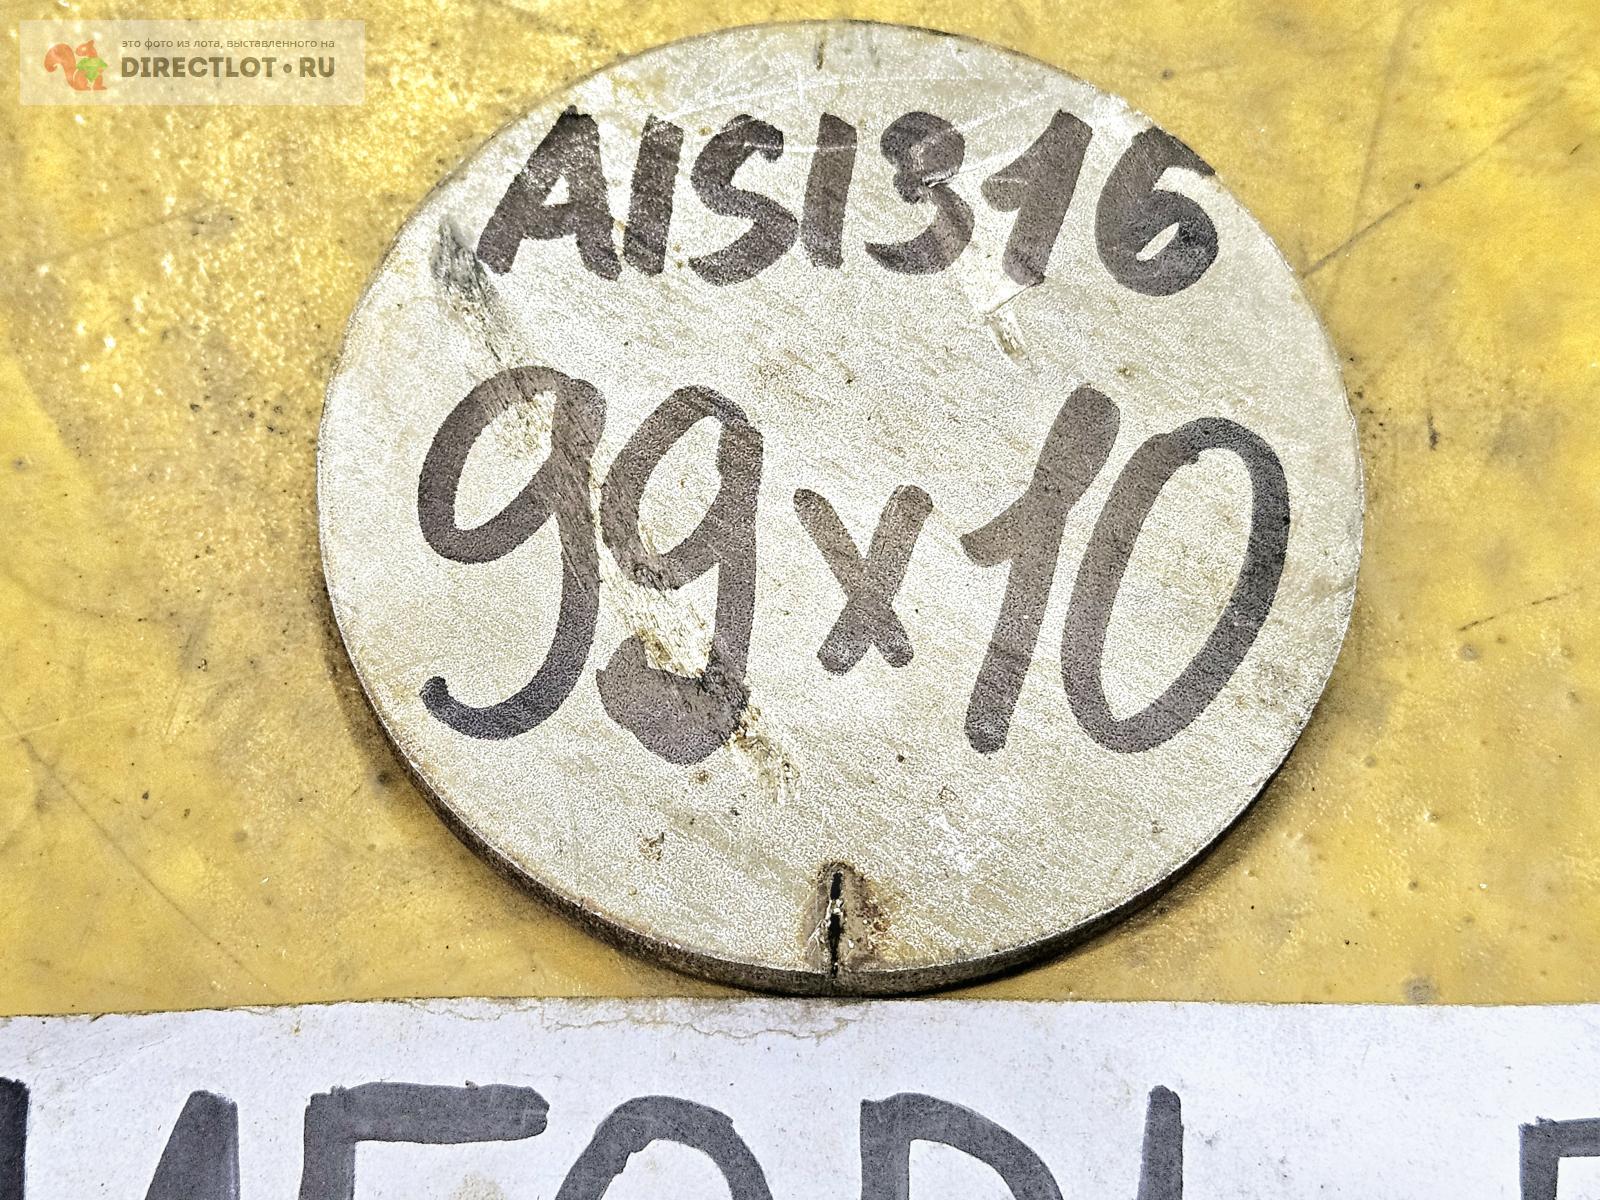 это фото из лота, выставленного на
DIRECTLOT•RU
AISI316
99x10